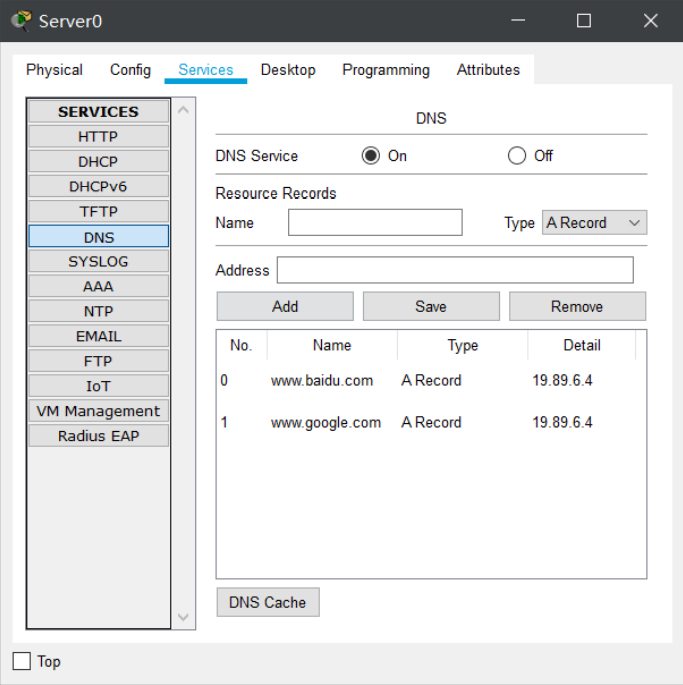 Server0
Physical Config Services Desktop Programming Attributes
SERVICES
HTTP
DHCP
DHCPv6
TFTP
DNS
SYSLOG
AAA
NTP
EMAIL
FTP
IoT
VM Management
Radius EAP
DNS
DNS Service On Off
Resource Records
Name Type A Record
Address
Add Save Remove
No. Name Type Detail
0 www.baidu.com A Record 19.89.6.4
1 www.google.com A Record 19.89.6.4
DNS Cache
Top